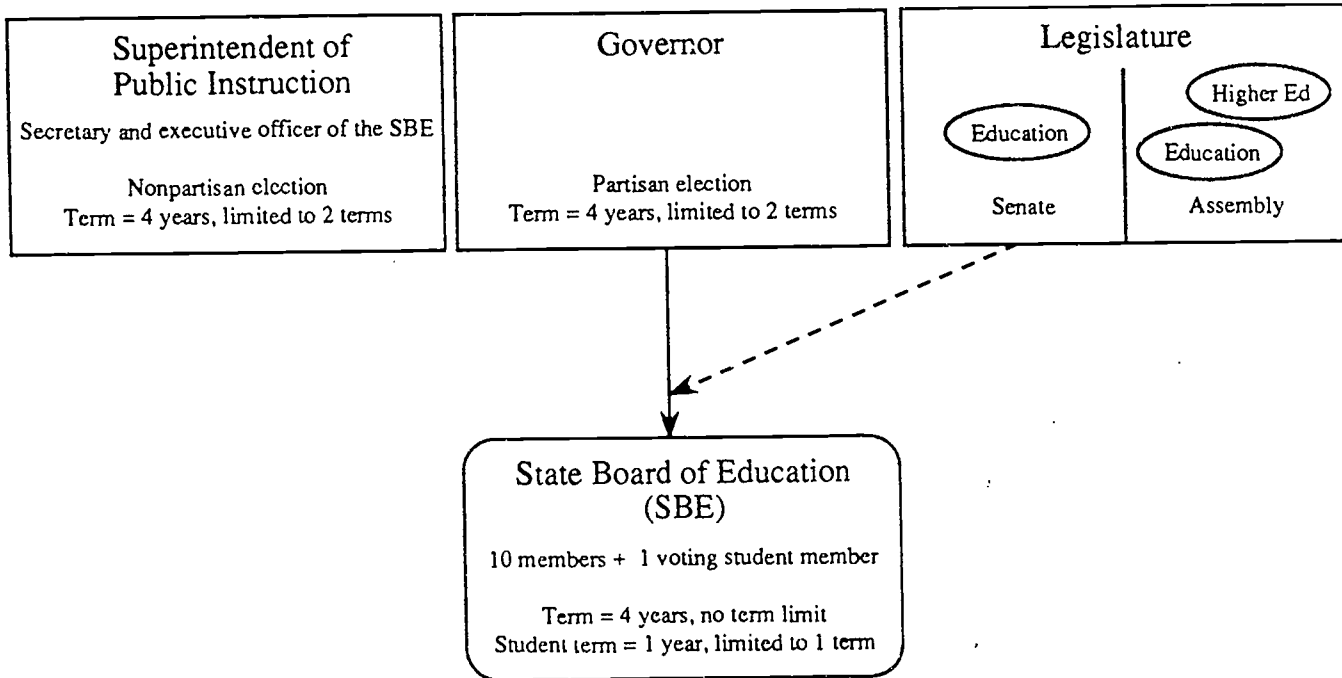 Superintendent of
Public Instruction
Secretary and executive officer of the SBE
Nonpartisan election
Term = 4 years, limited to 2 terms
Governor
Partisan election
Term = 4 years, limited to 2 terms
Legislature
Education
Senate
Higher Ed
Education
Assembly
State Board of Education
(SBE)
10 members + 1 voting student member
Term = 4 years, no term limit
Student term = 1 year, limited to 1 term